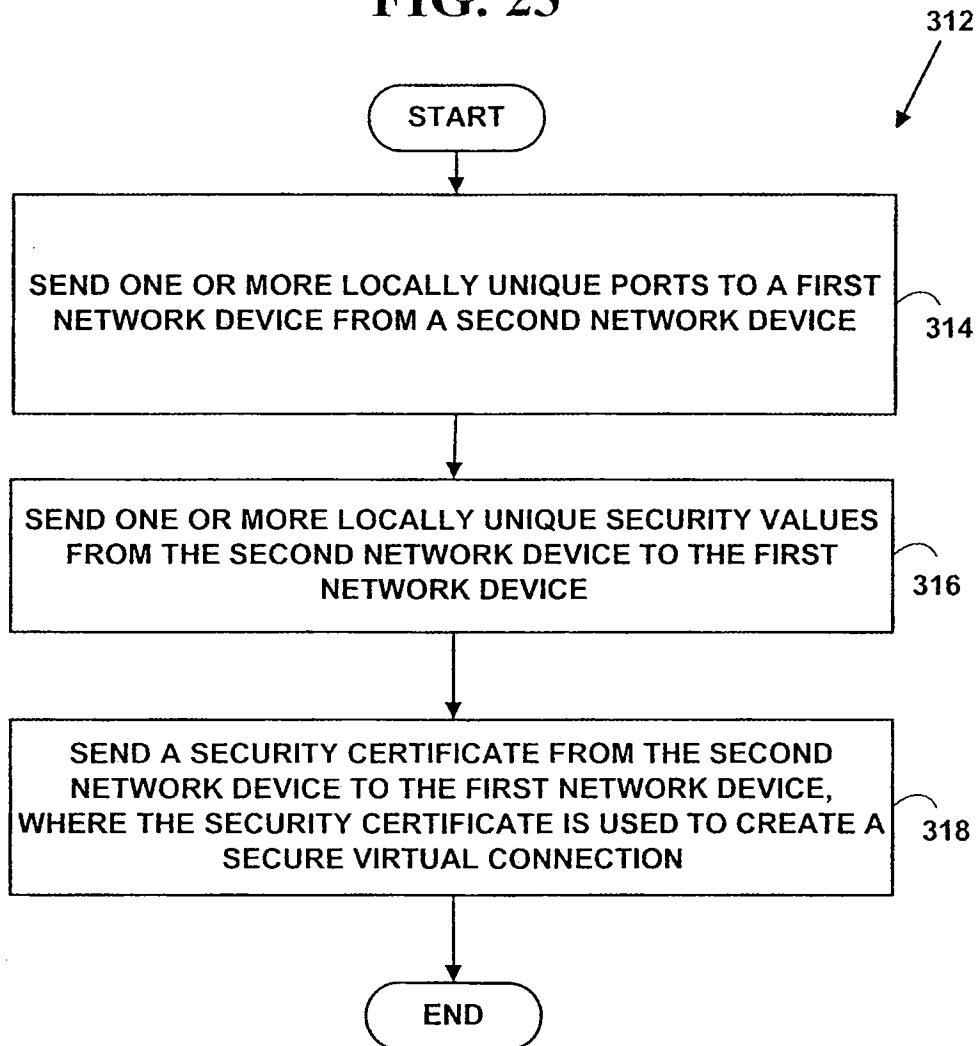 FIG. 23
312
START
SEND ONE OR MORE LOCALLY UNIQUE PORTS TO A FIRST
NETWORK DEVICE FROM A SECOND NETWORK DEVICE
314
SEND ONE OR MORE LOCALLY UNIQUE SECURITY VALUES
FROM THE SECOND NETWORK DEVICE TO THE FIRST
NETWORK DEVICE
316
SEND A SECURITY CERTIFICATE FROM THE SECOND
NETWORK DEVICE TO THE FIRST NETWORK DEVICE,
WHERE THE SECURITY CERTIFICATE IS USED TO CREATE A
SECURE VIRTUAL CONNECTION
318
END